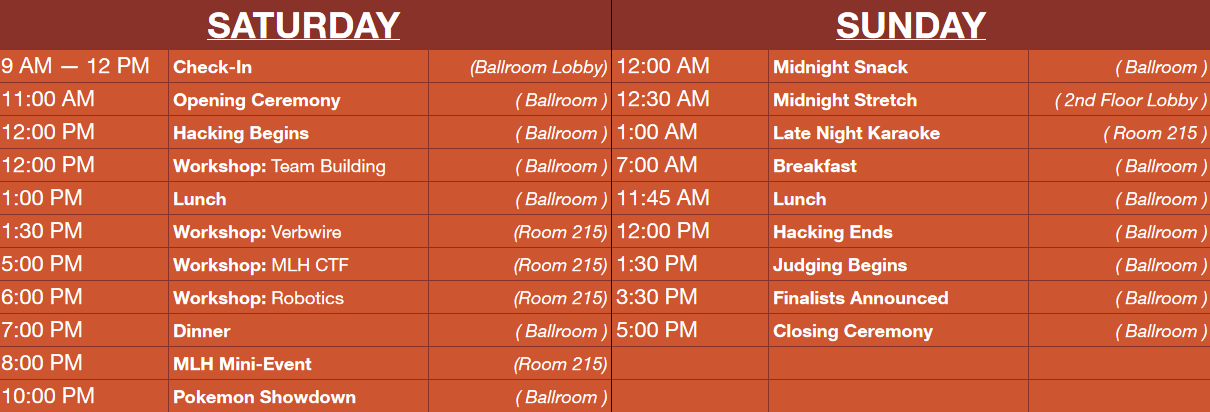 SATURDAY
9 AM — 12 PM Check-In (Ballroom Lobby)
11:00 AM Opening Ceremony ( Ballroom )
12:00 PM Hacking Begins ( Ballroom )
12:00 PM Workshop: Team Building ( Ballroom )
1:00 PM Lunch ( Ballroom )
1:30 PM Workshop: Verbwire (Room 215)
5:00 PM Workshop: MLH CTF (Room 215)
6:00 PM Workshop: Robotics (Room 215)
7:00 PM Dinner ( Ballroom )
8:00 PM MLH Mini-Event (Room 215)
10:00 PM Pokemon Showdown ( Ballroom )
SUNDAY
12:00 AM Midnight Snack ( Ballroom )
12:30 AM Midnight Stretch ( 2nd Floor Lobby )
1:00 AM Late Night Karaoke ( Room 215 )
7:00 AM Breakfast ( Ballroom )
11:45 AM Lunch ( Ballroom )
12:00 PM Hacking Ends ( Ballroom )
1:30 PM Judging Begins ( Ballroom )
3:30 PM Finalists Announced ( Ballroom )
5:00 PM Closing Ceremony ( Ballroom )